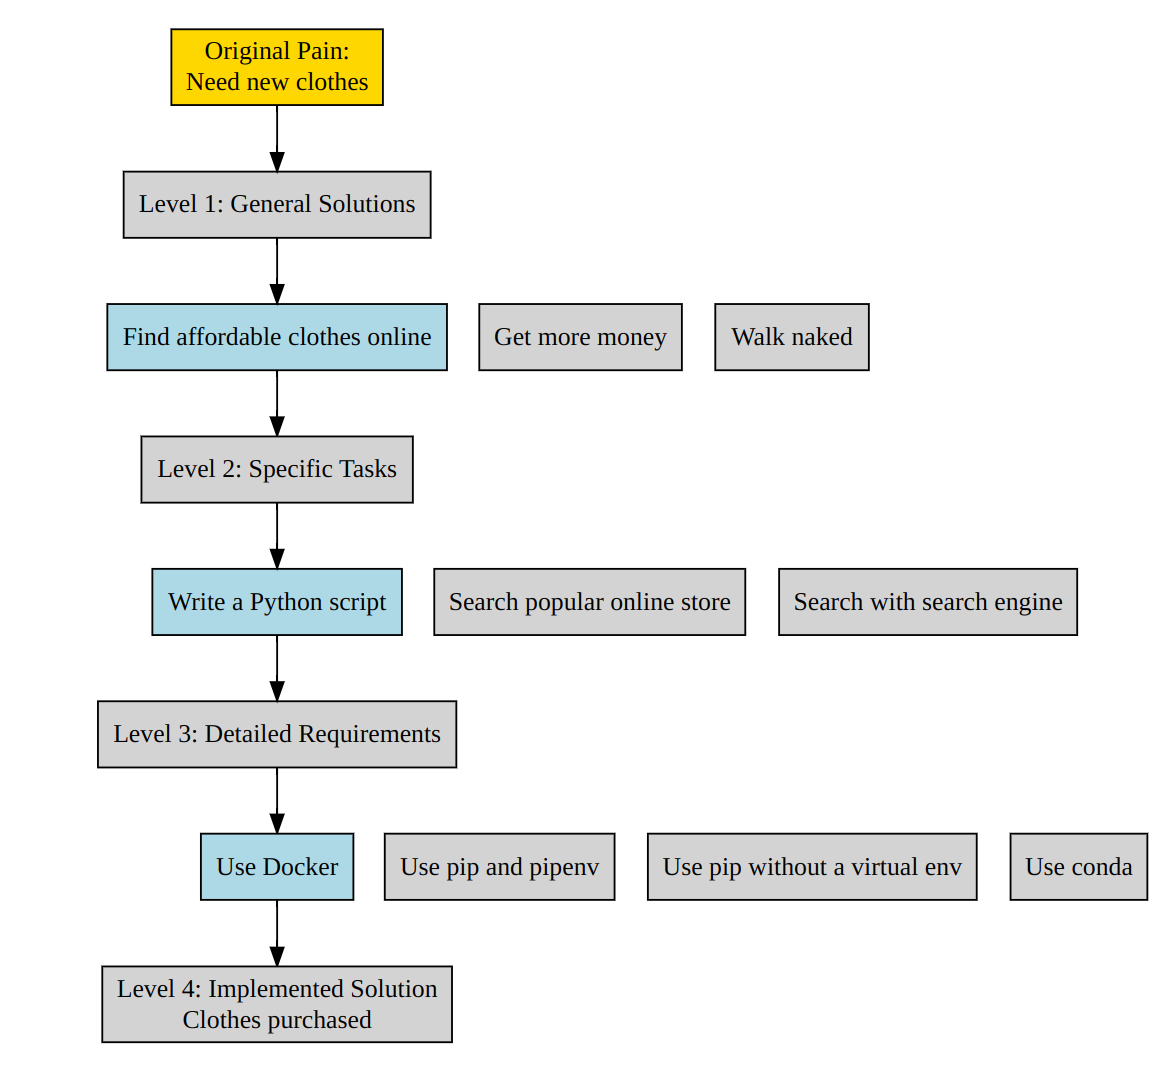 Original Pain:
Need new clothes
Level 1: General Solutions
Find affordable clothes online
Get more money
Walk naked
Level 2: Specific Tasks
Write a Python script
Search popular online store
Search with search engine
Level 3: Detailed Requirements
Use Docker
Use pip and pipenv
Use pip without a virtual env
Use conda
Level 4: Implemented Solution
Clothes purchased